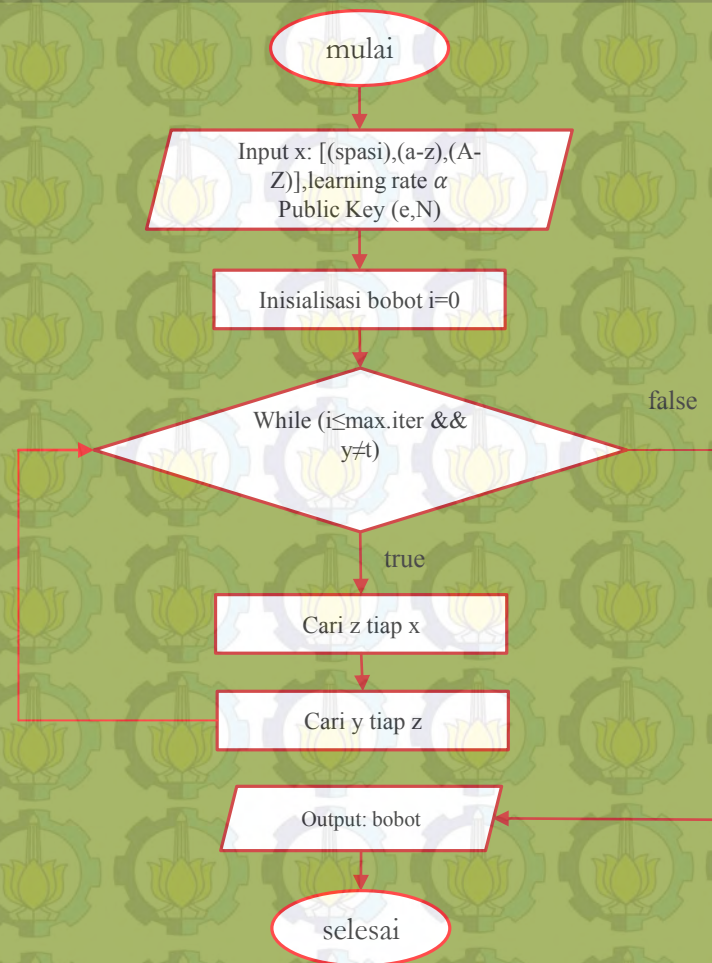 mulai
Input x: [(spasi),(a-z),(A-
Z)],learning rate α
Public Key (e,N)
Inisialisasi bobot i=0
While (i≤max.iter &&
y≠t)
false
true
Cari z tiap x
Cari y tiap z
Output: bobot
selesai